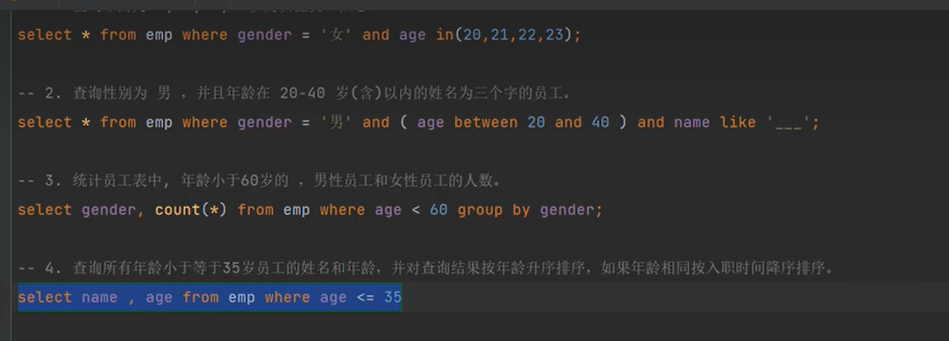 select * from emp where gender = '女' and age in(20,21,22,23);
-- 2. 查询性别为 男 ，并且年龄在 20-40 岁(含)以内的姓名为三个字的员工。
select * from emp where gender = '男' and ( age between 20 and 40 ) and name like '___';
-- 3. 统计员工表中, 年龄小于60岁的 ，男性员工和女性员工的人数。
select gender, count(*) from emp where age < 60 group by gender;
-- 4. 查询所有年龄小于等于35岁员工的姓名和年龄，并对查询结果按年龄升序排序，如果年龄相同按入职时间降序排序。
select name , age from emp where age <= 35